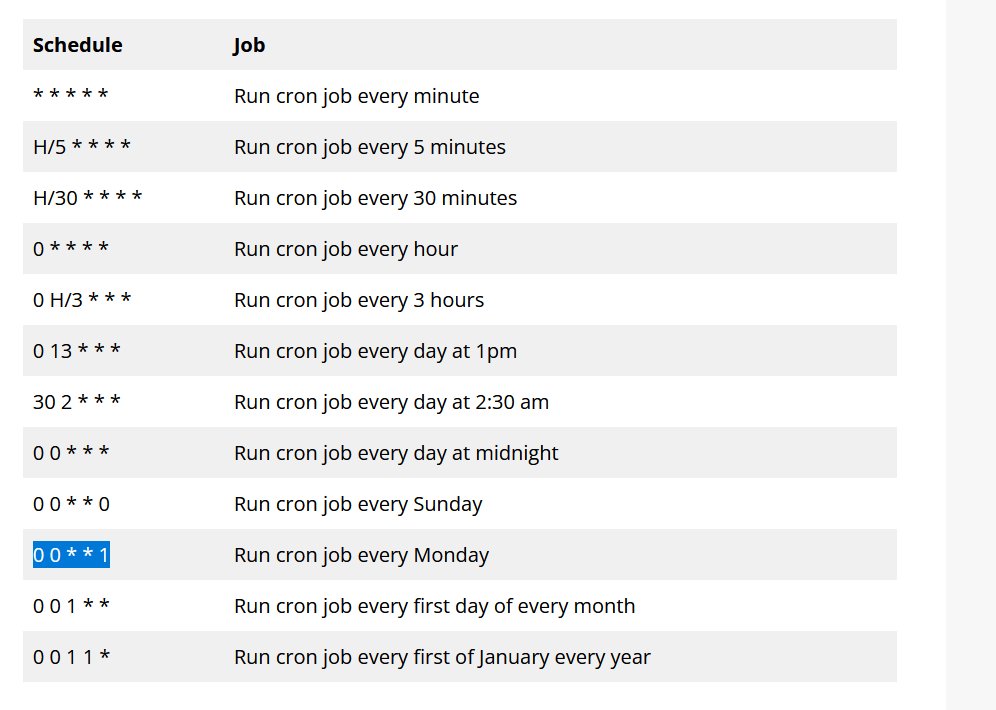 Schedule Job
* * * * * Run cron job every minute
H/5 * * * * Run cron job every 5 minutes
H/30 * * * * Run cron job every 30 minutes
0 * * * * Run cron job every hour
0 H/3 * * * Run cron job every 3 hours
0 13 * * * Run cron job every day at 1pm
30 2 * * * Run cron job every day at 2:30 am
0 0 * * * Run cron job every day at midnight
0 0 * * 0 Run cron job every Sunday
0 0 * * 1 Run cron job every Monday
0 0 1 * * Run cron job every first day of every month
0 0 1 1 * Run cron job every first of January every year